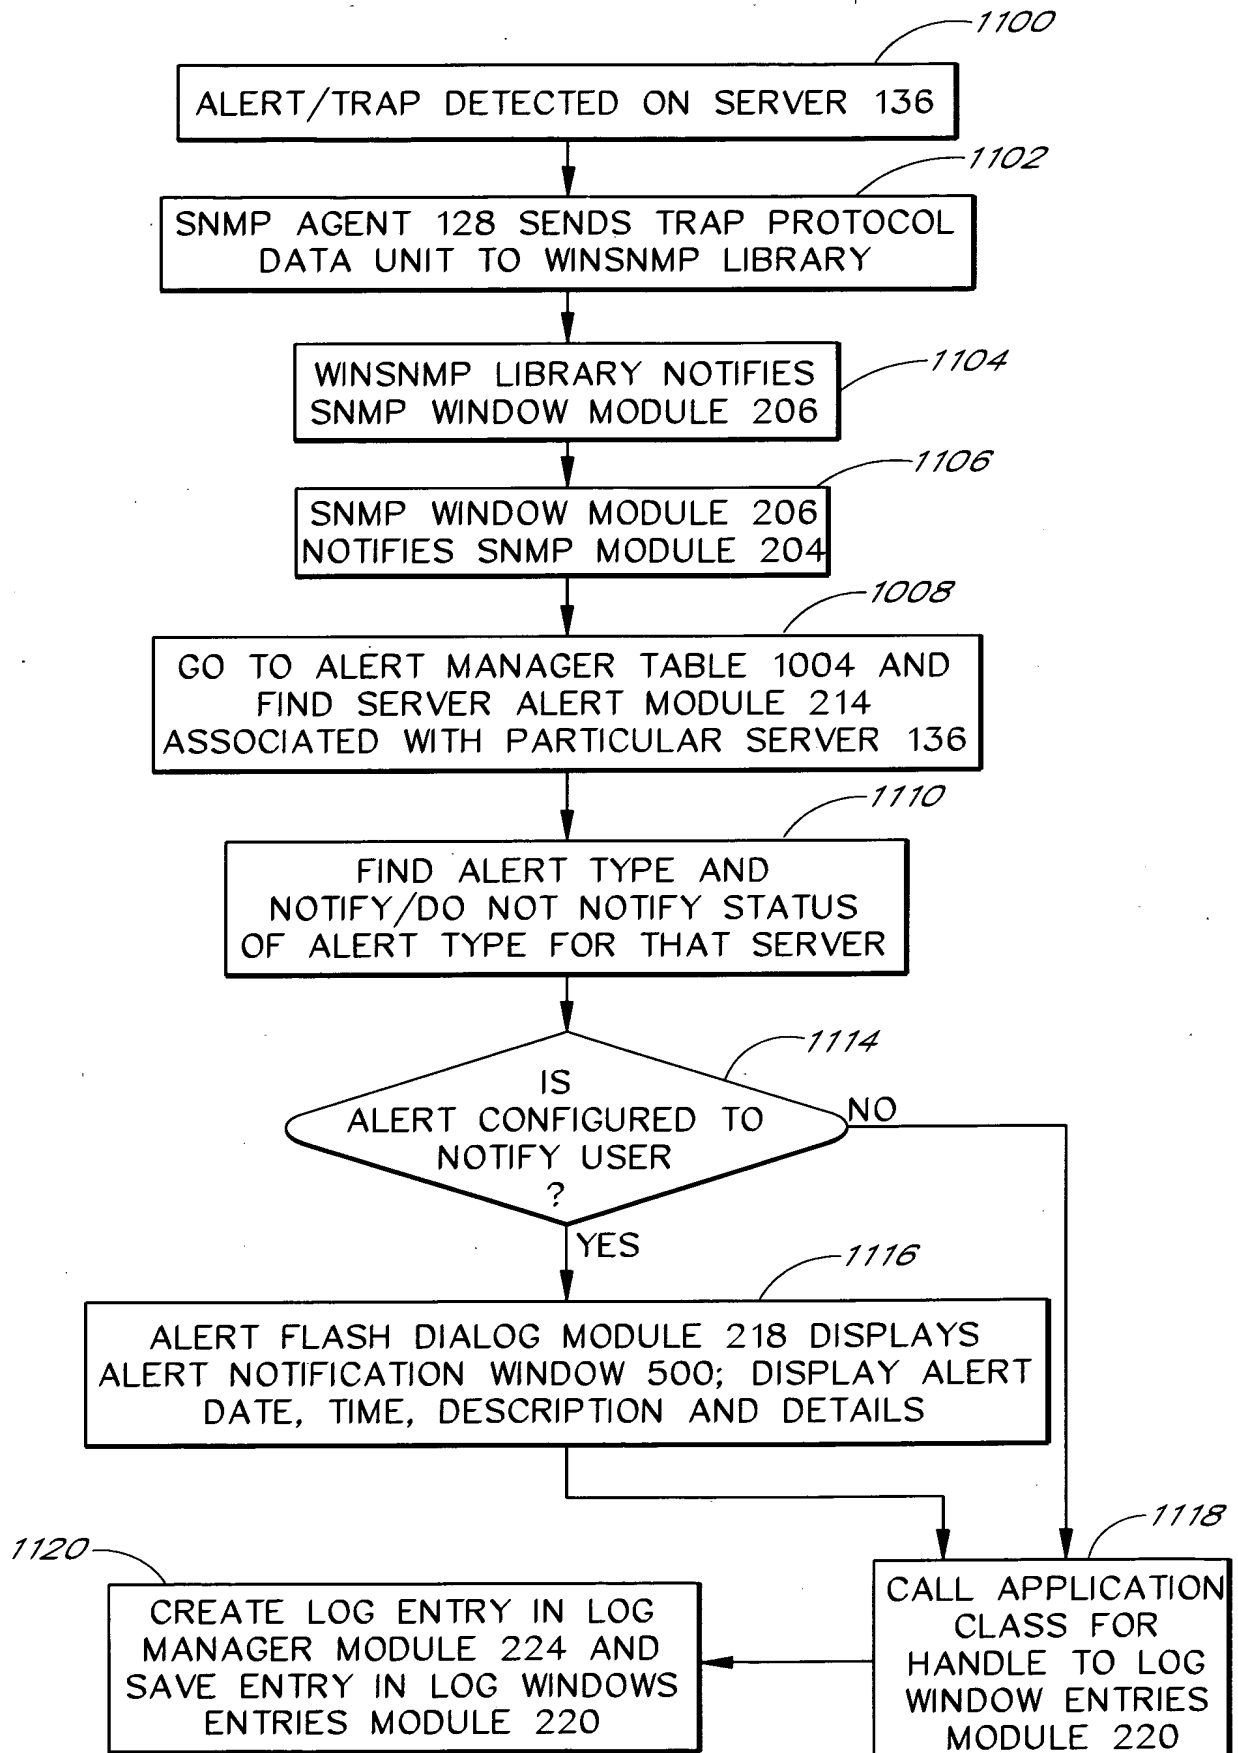 1100
ALERT/TRAP DETECTED ON SERVER 136
1102
SNMP AGENT 128 SENDS TRAP PROTOCOL
DATA UNIT TO WINSNMP LIBRARY
1104
WINSNMP LIBRARY NOTIFIES
SNMP WINDOW MODULE 206
1106
SNMP WINDOW MODULE 206
NOTIFIES SNMP MODULE 204
1008
GO TO ALERT MANAGER TABLE 1004 AND
FIND SERVER ALERT MODULE 214
ASSOCIATED WITH PARTICULAR SERVER 136
1110
FIND ALERT TYPE AND
NOTIFY/DO NOT NOTIFY STATUS
OF ALERT TYPE FOR THAT SERVER
1114
IS
ALERT CONFIGURED TO
NOTIFY USER
?
NO
YES
1116
ALERT FLASH DIALOG MODULE 218 DISPLAYS
ALERT NOTIFICATION WINDOW 500; DISPLAY ALERT
DATE, TIME, DESCRIPTION AND DETAILS
1118
CALL APPLICATION
CLASS FOR
HANDLE TO LOG
WINDOW ENTRIES
MODULE 220
1120
CREATE LOG ENTRY IN LOG
MANAGER MODULE 224 AND
SAVE ENTRY IN LOG WINDOWS
ENTRIES MODULE 220